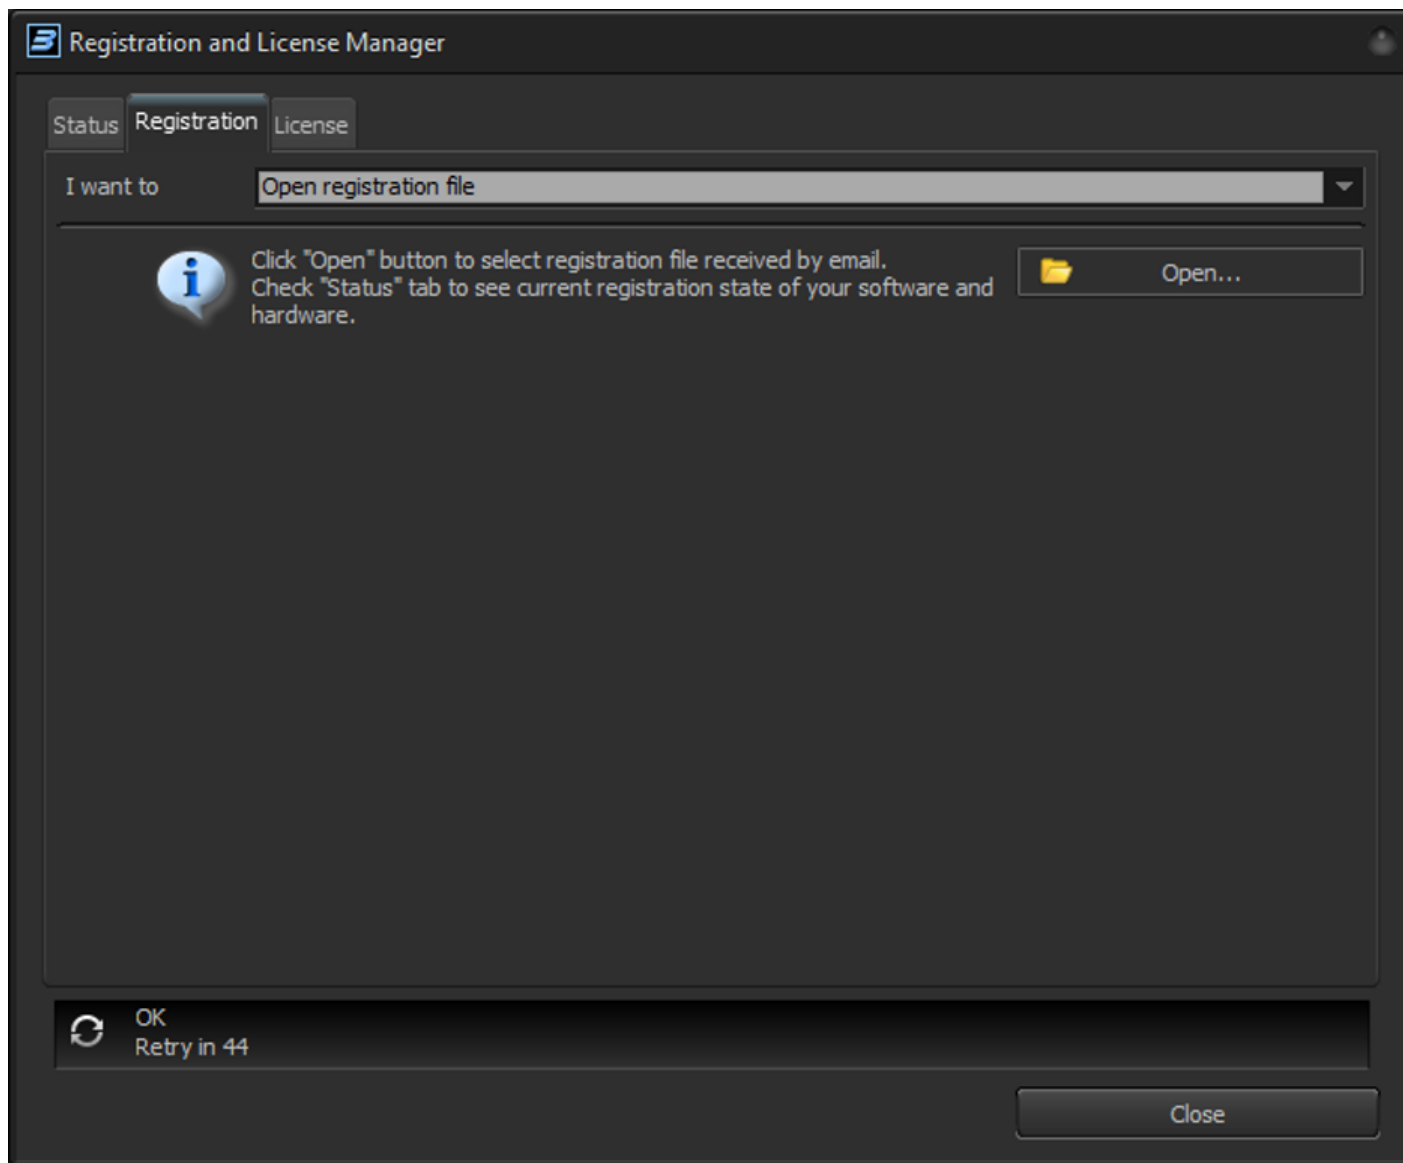 Registration and License Manager
Status Registration License
I want to Open registration file
Click "Open" button to select registration file received by email.
Check "Status" tab to see current registration state of your software and
hardware.
Open...
OK
Retry in 44
Close